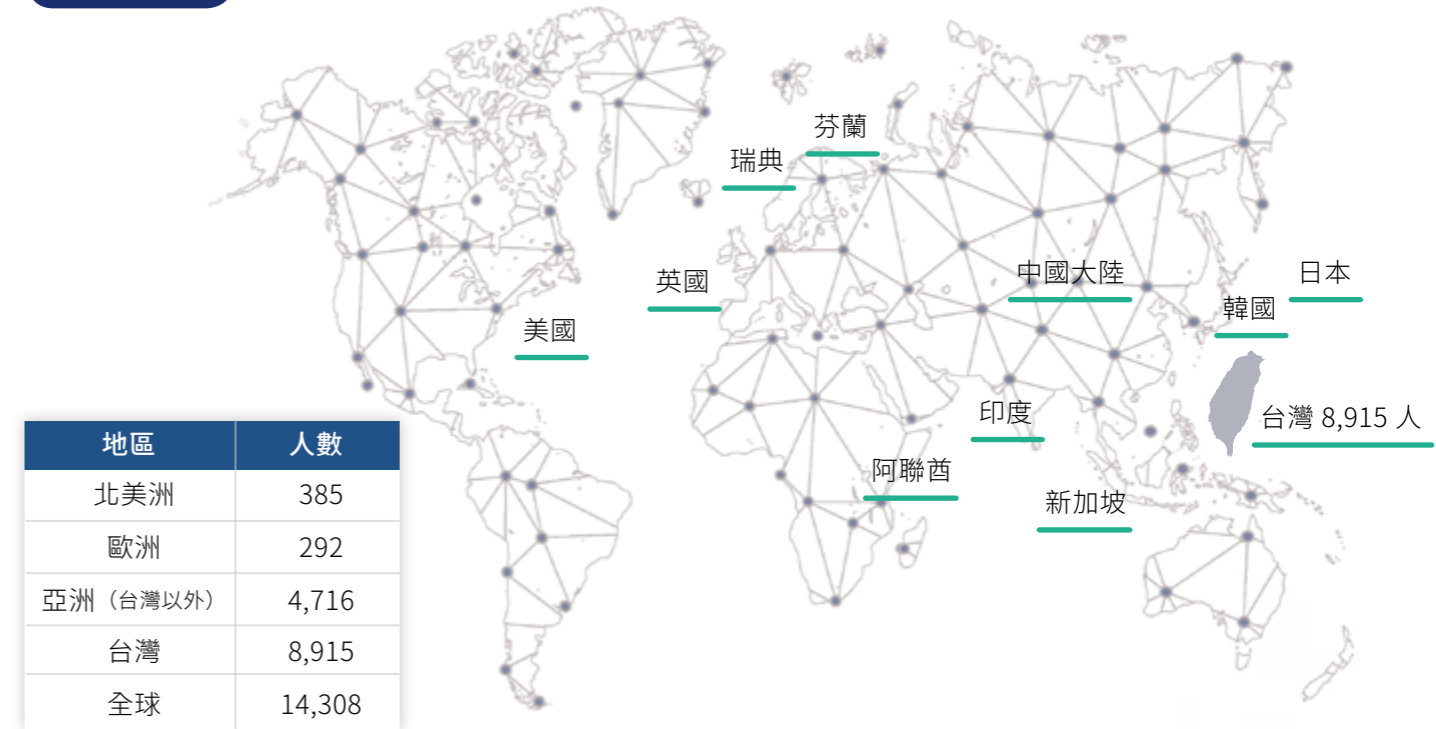 芬蘭
瑞典
英國
美國
中國大陸
日本
韓國
印度
台灣 8,915 人
阿聯酋
新加坡
地區 人數
北美洲 385
歐洲 292
亞洲（台灣以外） 4,716
台灣 8,915
全球 14,308